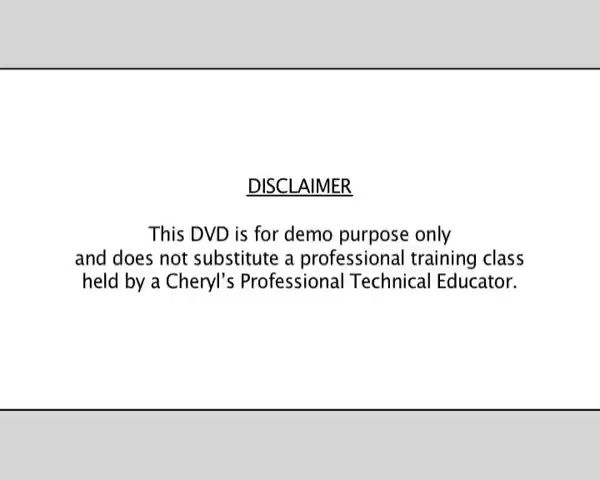 DISCLAIMER
This DVD is for demo purpose only
and does not substitute a professional training class
held by a Cheryl's Professional Technical Educator.